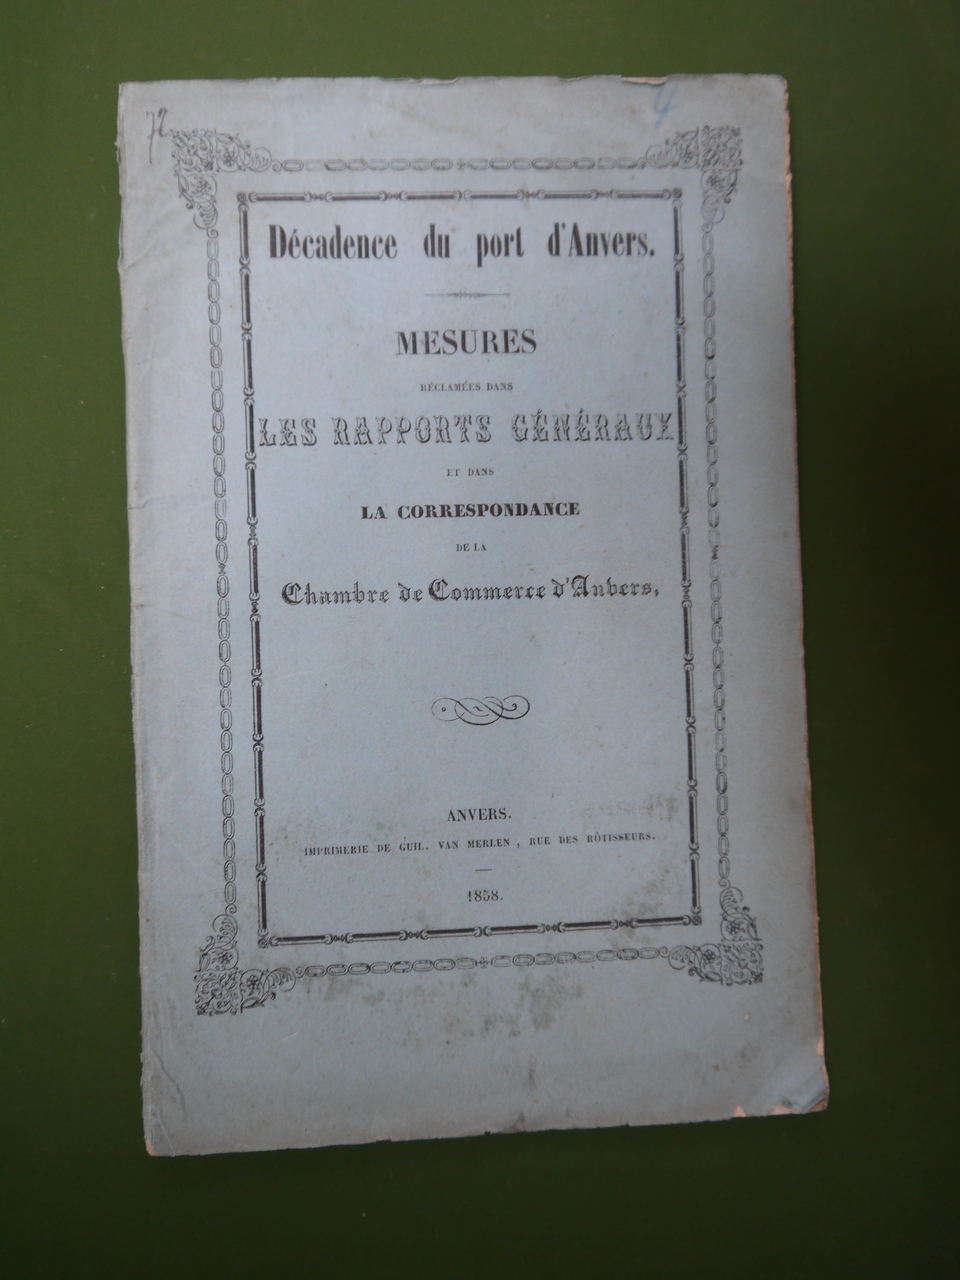 72
4
Décadence du port d'Anvers.
MESURES
RÉCLAMÉES DANS
LES RAPPORTS GÉNÉRAUX
ET DANS
LA CORRESPONDANCE
DE LA
Chambre de Commerce d'Anvers,
ANVERS.
IMPRIMERIE DE GUIL. VAN MERLEN, RUE DES RÔTISSEURS.
1858.